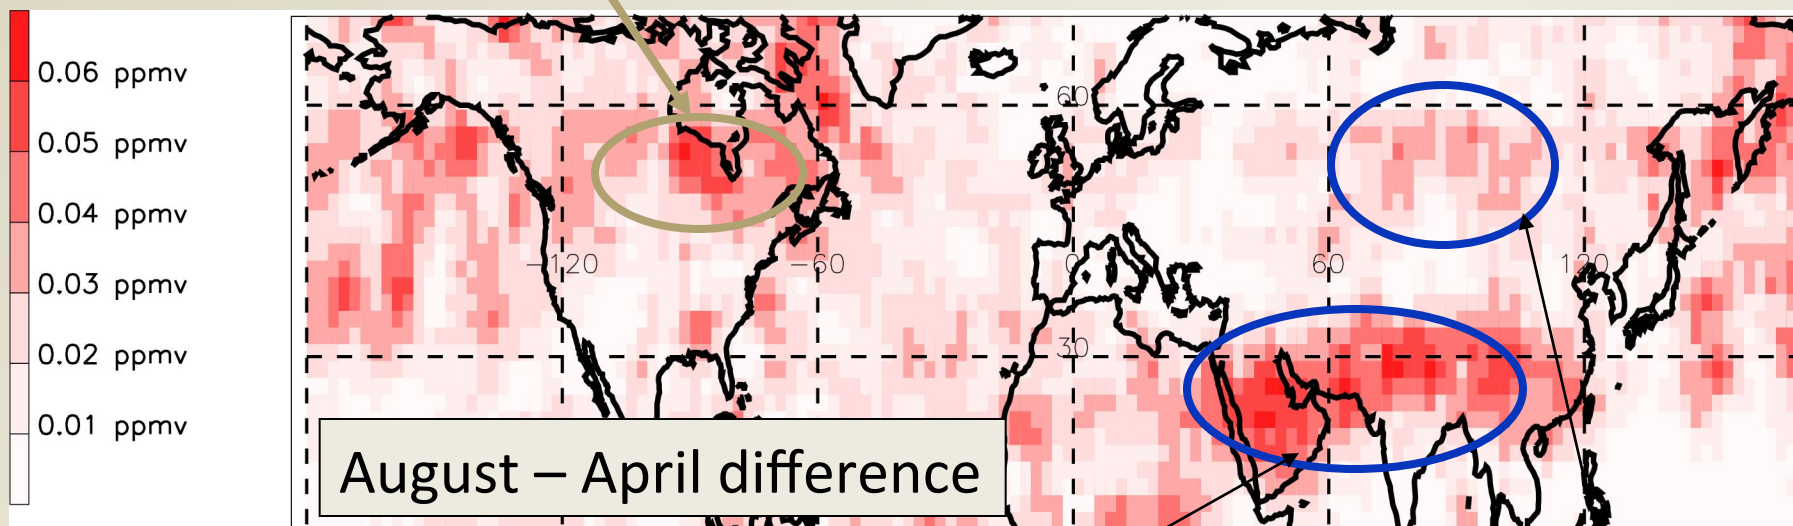 0.06 ppmv
0.05 ppmv
0.04 ppmv
0.03 ppmv
0.02 ppmv
0.01 ppmv
60
−120
−60
0
60
120
30
August – April difference